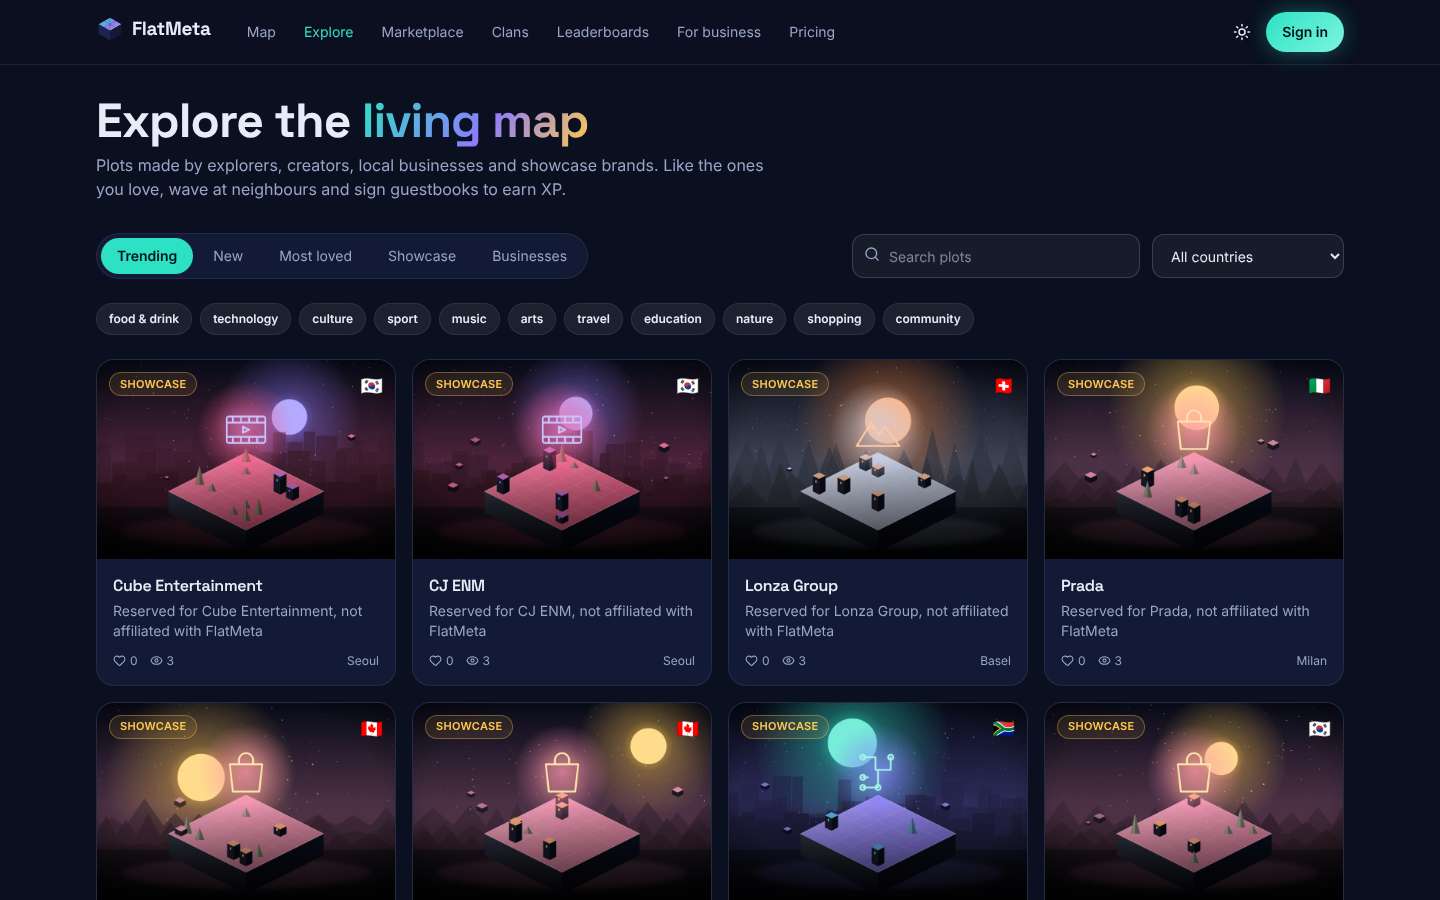 FlatMeta
Map
Explore
Marketplace
Clans
Leaderboards
For business
Pricing
Sign in
Explore the living map
Plots made by explorers, creators, local businesses and showcase brands. Like the ones
you love, wave at neighbours and sign guestbooks to earn XP.
Trending
New
Most loved
Showcase
Businesses
Search plots
All countries
food & drink
technology
culture
sport
music
arts
travel
education
nature
shopping
community
SHOWCASE
Cube Entertainment
Reserved for Cube Entertainment, not
affiliated with FlatMeta
0 3 Seoul
SHOWCASE
CJ ENM
Reserved for CJ ENM, not affiliated with
FlatMeta
0 3 Seoul
SHOWCASE
Lonza Group
Reserved for Lonza Group, not affiliated
with FlatMeta
0 3 Basel
SHOWCASE
Prada
Reserved for Prada, not affiliated with
FlatMeta
0 3 Milan
SHOWCASE
SHOWCASE
SHOWCASE
SHOWCASE